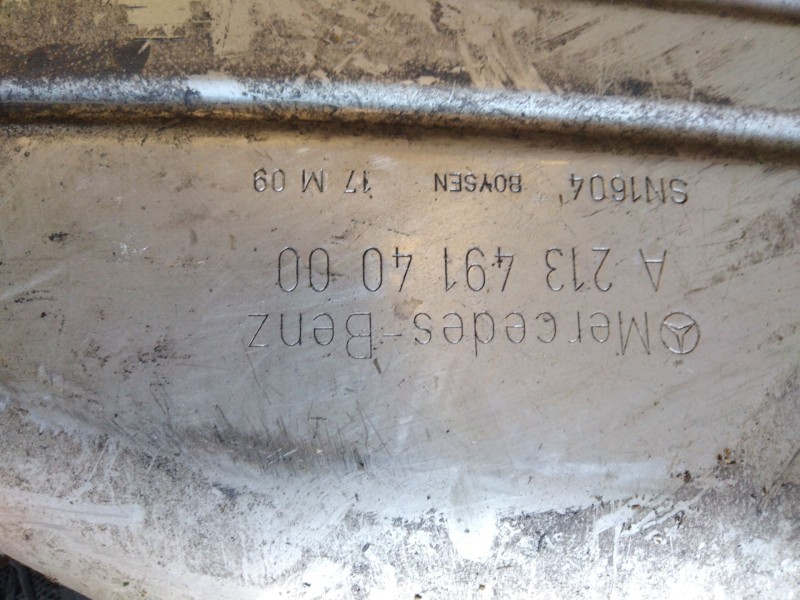 Mercedes-Benz
A 213 491 40 00
SN1604 BOYSEN 17 M 09